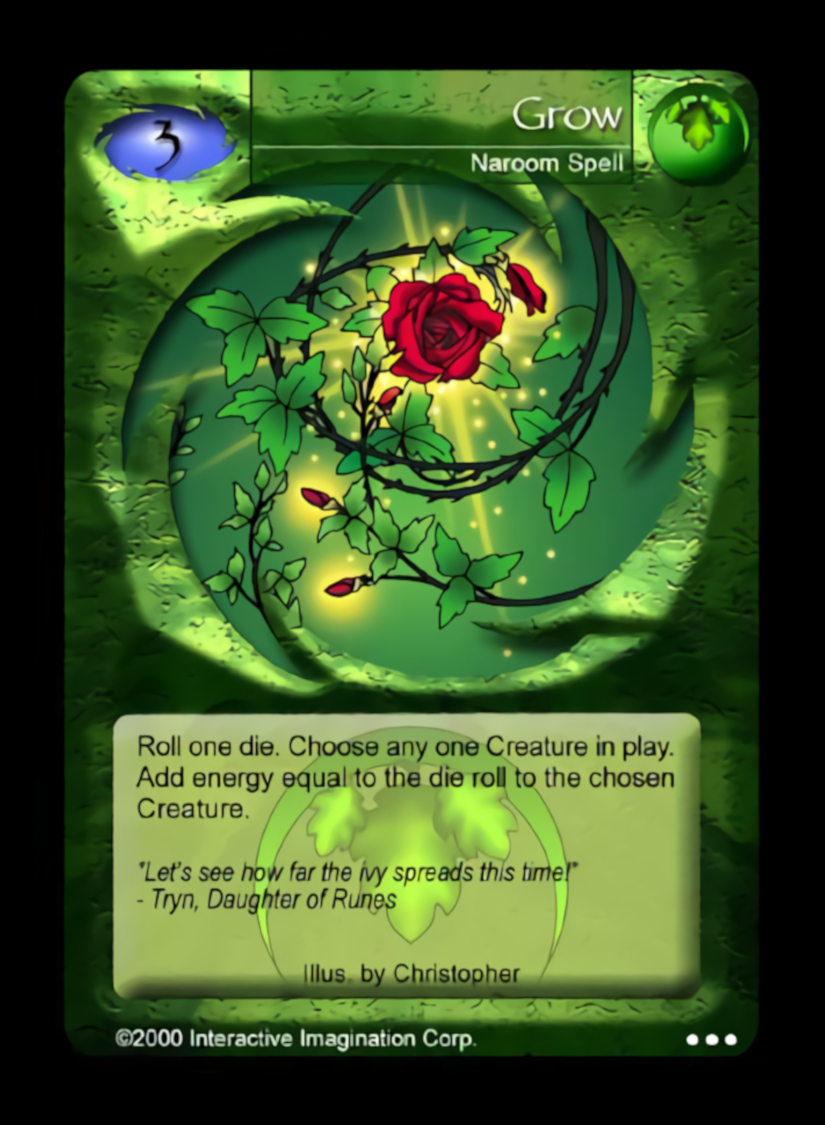 3
Grow
Naroom Spell
Roll one die. Choose any one Creature in play.
Add energy equal to the die roll to the chosen
Creature.
"Let's see how far the ivy spreads this time!"
- Tryn, Daughter of Runes
Illus. by Christopher
©2000 Interactive Imagination Corp.